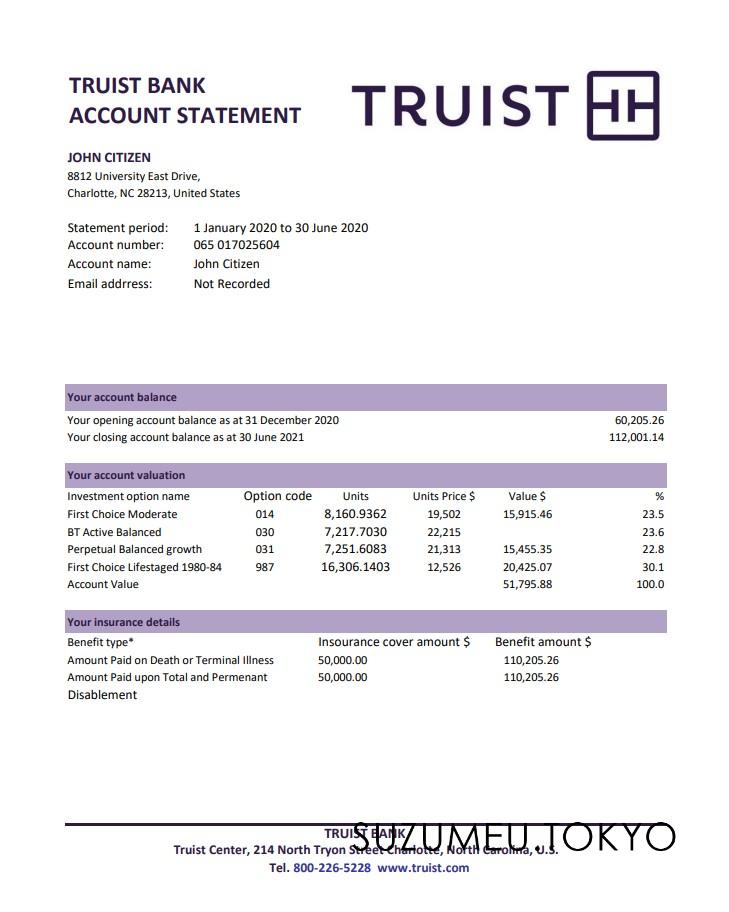 TRUIST BANK
ACCOUNT STATEMENT
TRUIST
JOHN CITIZEN
8812 University East Drive,
Charlotte, NC 28213, United States
Statement period: 1 January 2020 to 30 June 2020
Account number: 065 017025604
Account name: John Citizen
Email addrress: Not Recorded
Your account balance
Your opening account balance as at 31 December 2020 60,205.26
Your closing account balance as at 30 June 2021 112,001.14
Your account valuation
Investment option name Option code Units Units Price $ Value $ %
First Choice Moderate 014 8,160.9362 19,502 15,915.46 23.5
BT Active Balanced 030 7,217.7030 22,215 23.6
Perpetual Balanced growth 031 7,251.6083 21,313 15,455.35 22.8
First Choice Lifestaged 1980-84 987 16,306.1403 12,526 20,425.07 30.1
Account Value 51,795.88 100.0
Your insurance details
Benefit type* Insourance cover amount $ Benefit amount $
Amount Paid on Death or Terminal Illness 50,000.00 110,205.26
Amount Paid upon Total and Permenant 50,000.00 110,205.26
Disablement
TRUIST BANK
SUZUMEU.TOKYO
Truist Center, 214 North Tryon Street Charlotte, North Carolina, U.S.
Tel. 800-226-5228 www.truist.com